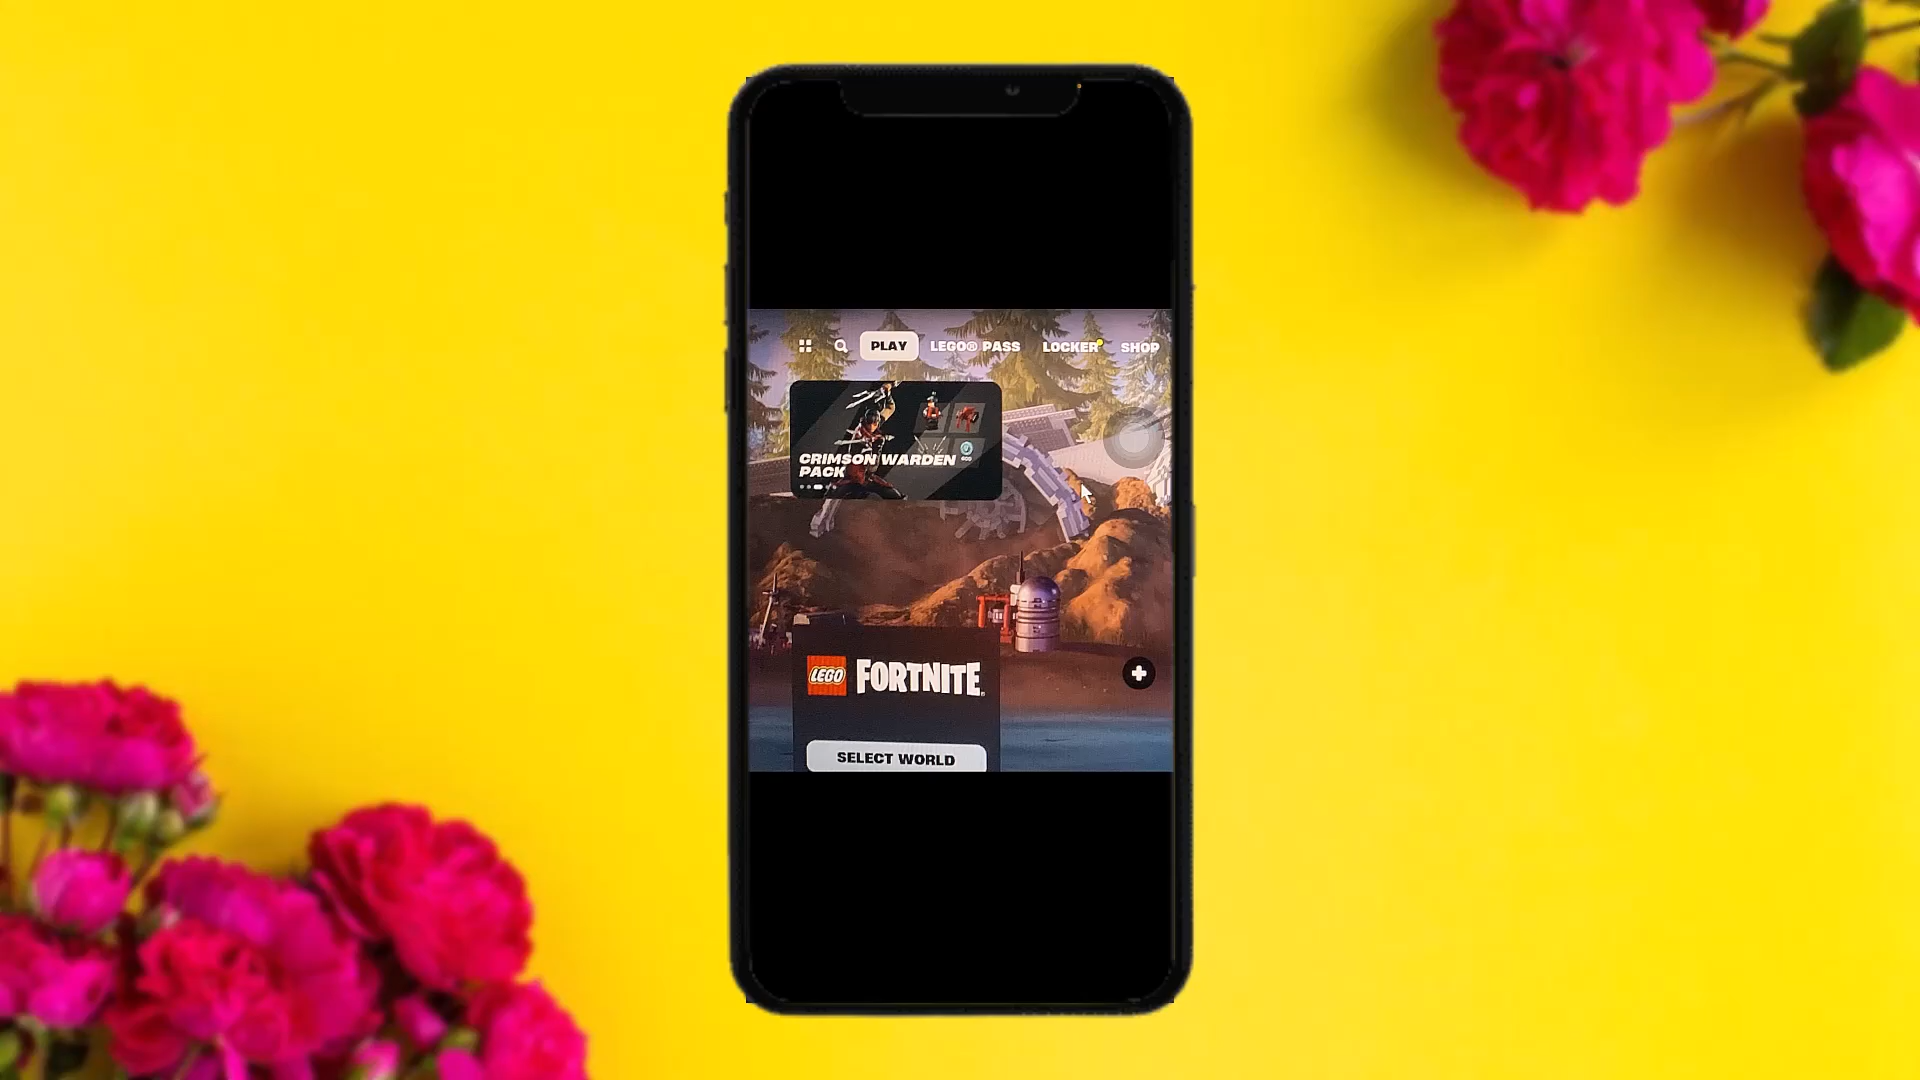 PLAY
LEGO® PASS
LOCKER
SHOP
CRIMSON WARDEN
PACK
LEGO FORTNITE
SELECT WORLD